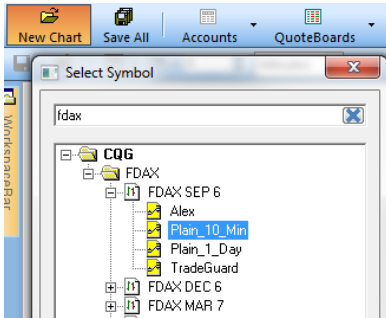 New Chart Save All Accounts QuoteBoards
Select Symbol
WorkspaceBar
fdax
CQG
FDAX
FDAX SEP 6
Alex
Plain_10_Min
Plain_1_Day
TradeGuard
FDAX DEC 6
FDAX MAR 7